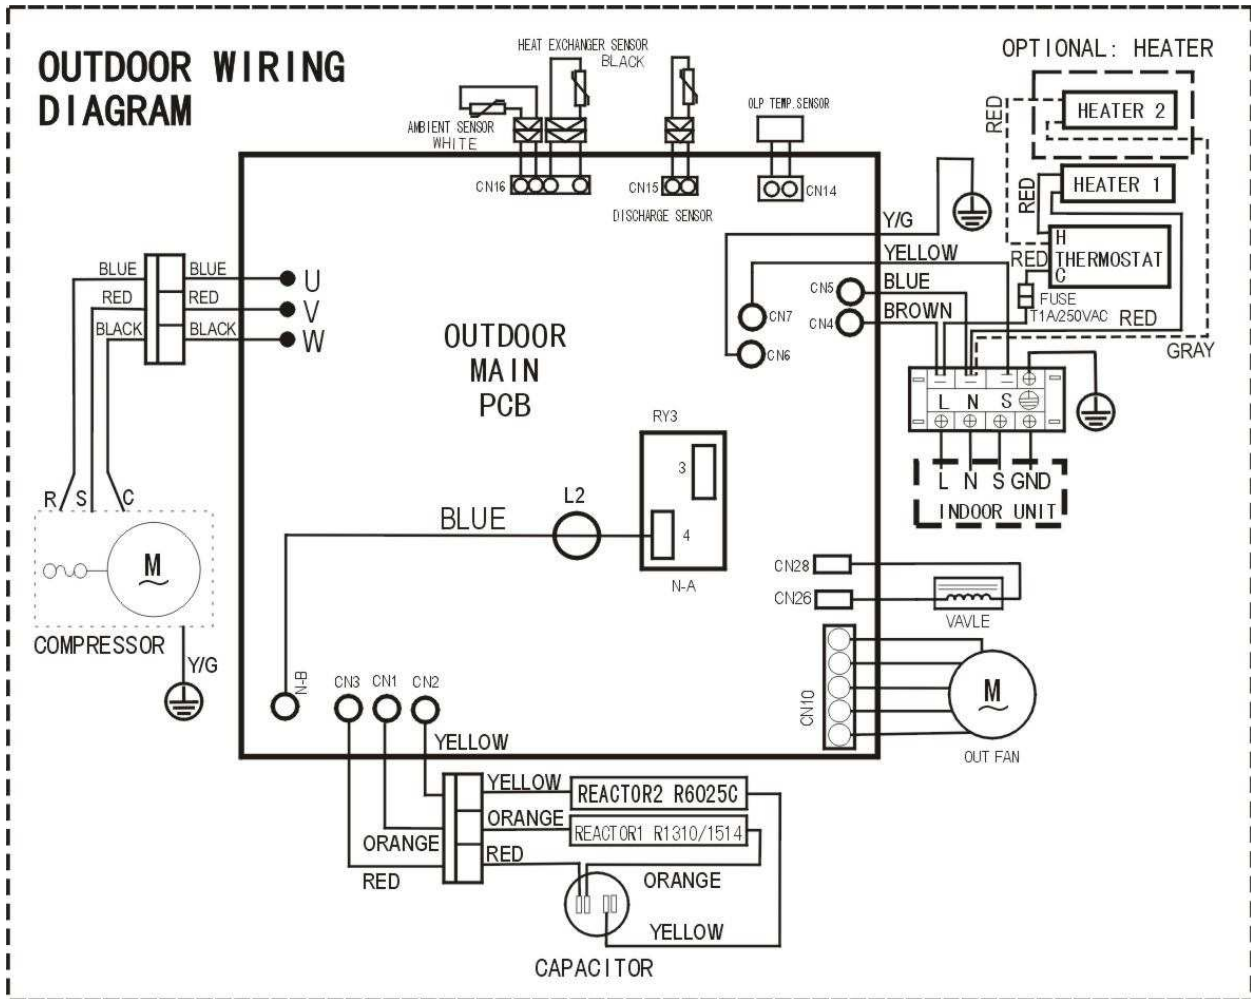 OUTDOOR WIRING
DIAGRAM
HEAT EXCHANGER SENSOR
BLACK
AMBIENT SENSOR
WHITE
OLP TEMP.SENSOR
OPTIONAL: HEATER
RED
HEATER 2
HEATER 1
RED
H
THERMOSTAT
C
RED
FUSE
T1A/250VAC
RED
GRAY
CN16
CN15
CN14
DISCHARGE SENSOR
Y/G
YELLOW
BLUE
BROWN
CN5
CN4
CN7
CN6
BLUE
BLUE
U
RED
RED
V
BLACK
BLACK
W
OUTDOOR
MAIN
PCB
L N S
L N S GND
INDOOR UNIT
RY3
3
4
N-A
L2
BLUE
R S C
M
COMPRESSOR
Y/G
CN28
CN26
VAVLE
CN10
M
OUT FAN
N-B
CN3
CN1
CN2
YELLOW
YELLOW
REACTOR2 R6025C
ORANGE
ORANGE
REACTOR1 R1310/1514
RED
RED
ORANGE
YELLOW
CAPACITOR